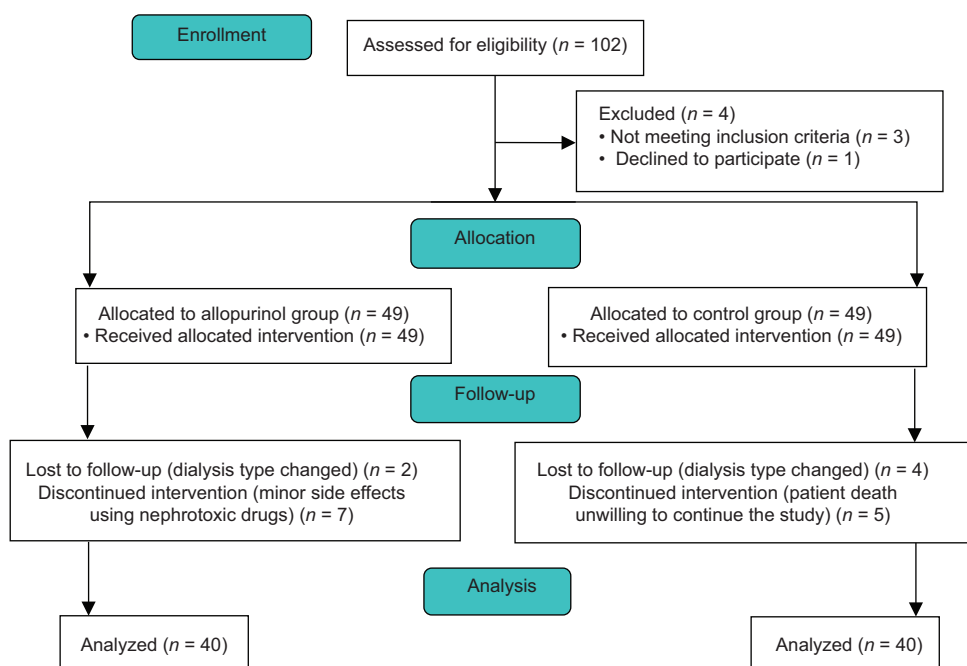 Enrollment
Assessed for eligibility (n = 102)
Excluded (n = 4)
• Not meeting inclusion criteria (n = 3)
• Declined to participate (n = 1)
Allocation
Allocated to allopurinol group (n = 49)
• Received allocated intervention (n = 49)
Allocated to control group (n = 49)
• Received allocated intervention (n = 49)
Follow-up
Lost to follow-up (dialysis type changed) (n = 2)
Discontinued intervention (minor side effects
using nephrotoxic drugs) (n = 7)
Lost to follow-up (dialysis type changed) (n = 4)
Discontinued intervention (patient death
unwilling to continue the study) (n = 5)
Analysis
Analyzed (n = 40)
Analyzed (n = 40)